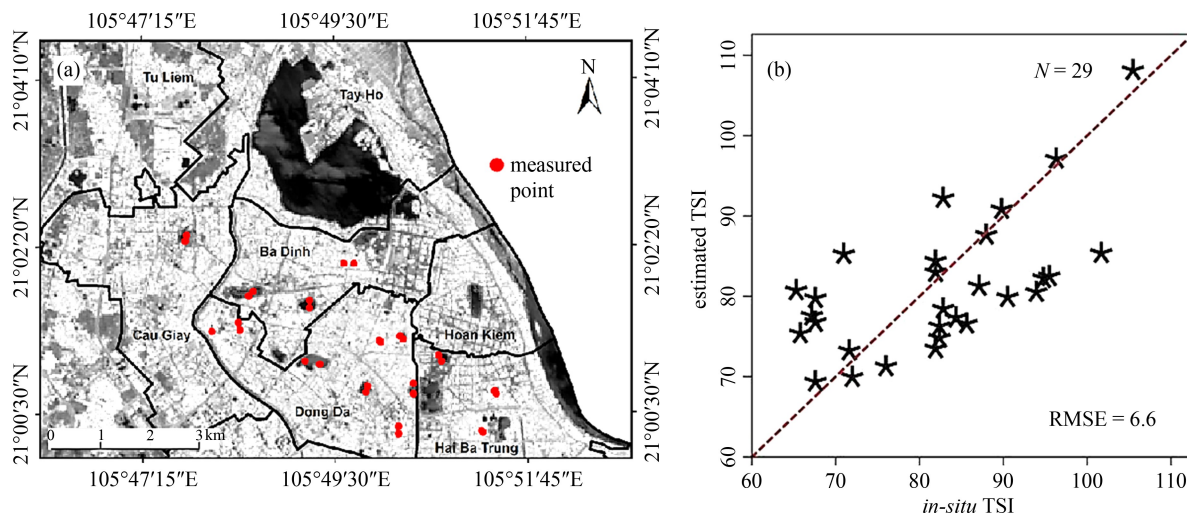 105°47′15″E 105°49′30″E 105°51′45″E
(a)
Tu Liem
Tay Ho
N
measured
point
Ba Dinh
Cau Giay
Hoan Kiem
Dong Da
Hai Ba Trung
0 1 2 3 km
21°04′10″N
21°02′20″N
21°00′30″N
21°04′10″N
21°02′20″N
21°00′30″N
105°47′15″E 105°49′30″E 105°51′45″E
(b)
N = 29
RMSE = 6.6
estimated TSI
110
100
90
80
70
60
60 70 80 90 100 110
in-situ TSI